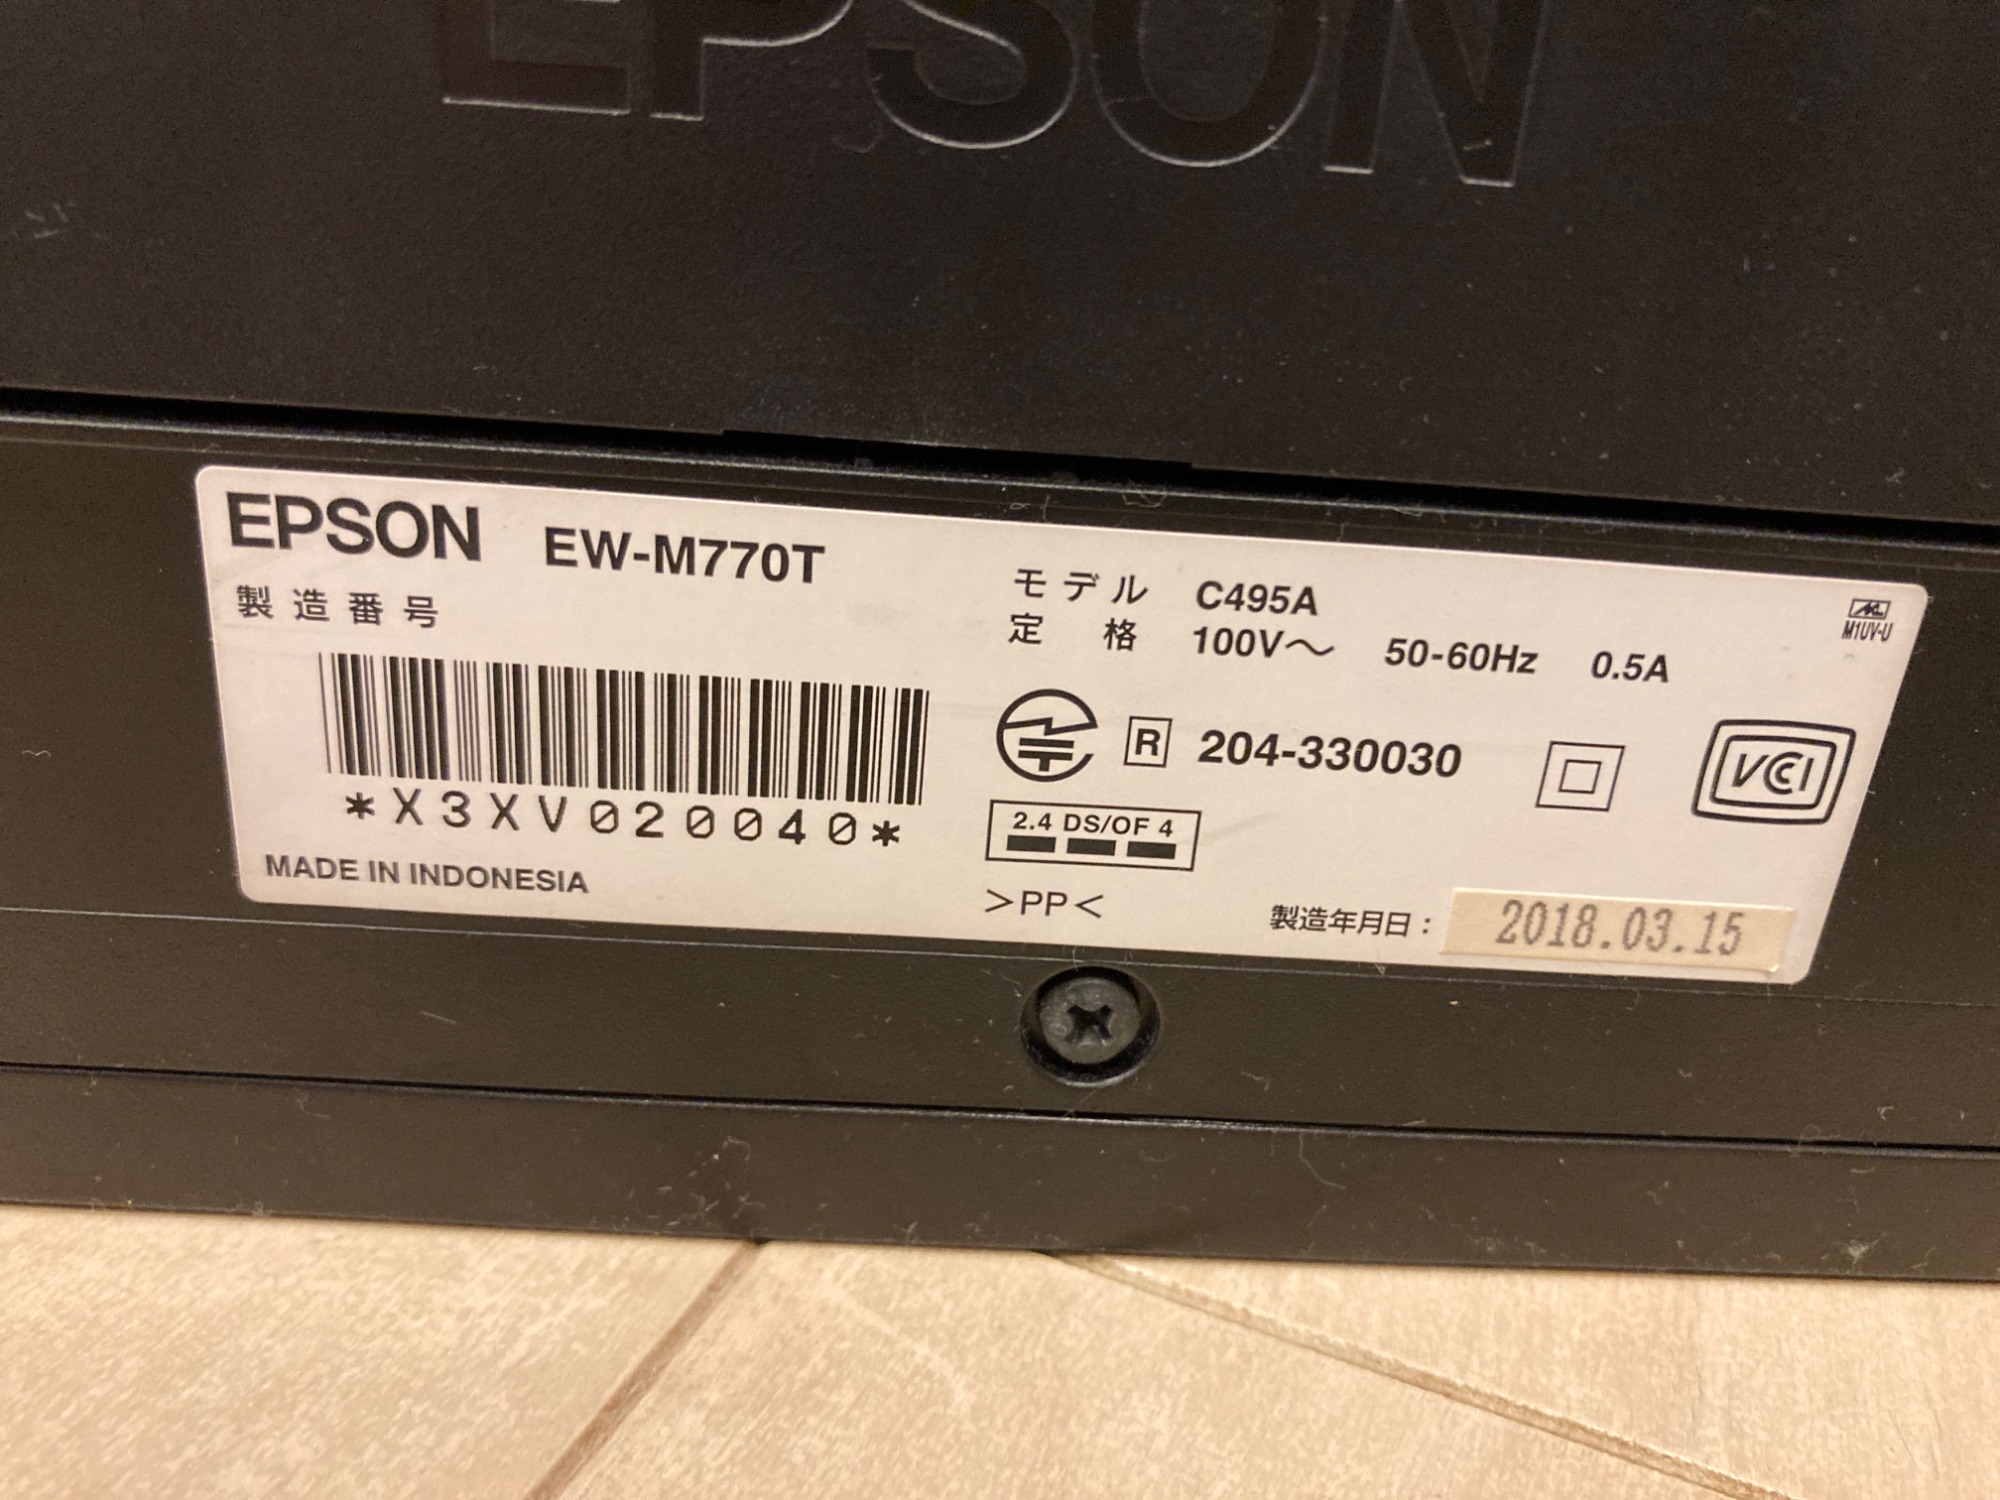 EPSON
EPSON EW-M770T
製造番号
*X3XV020040*
MADE IN INDONESIA
モデル C495A
定格 100V～ 50-60Hz 0.5A
R 204-330030
2.4 DS/OF 4
>PP<
M1UV-U
VCCI
製造年月日：2018.03.15